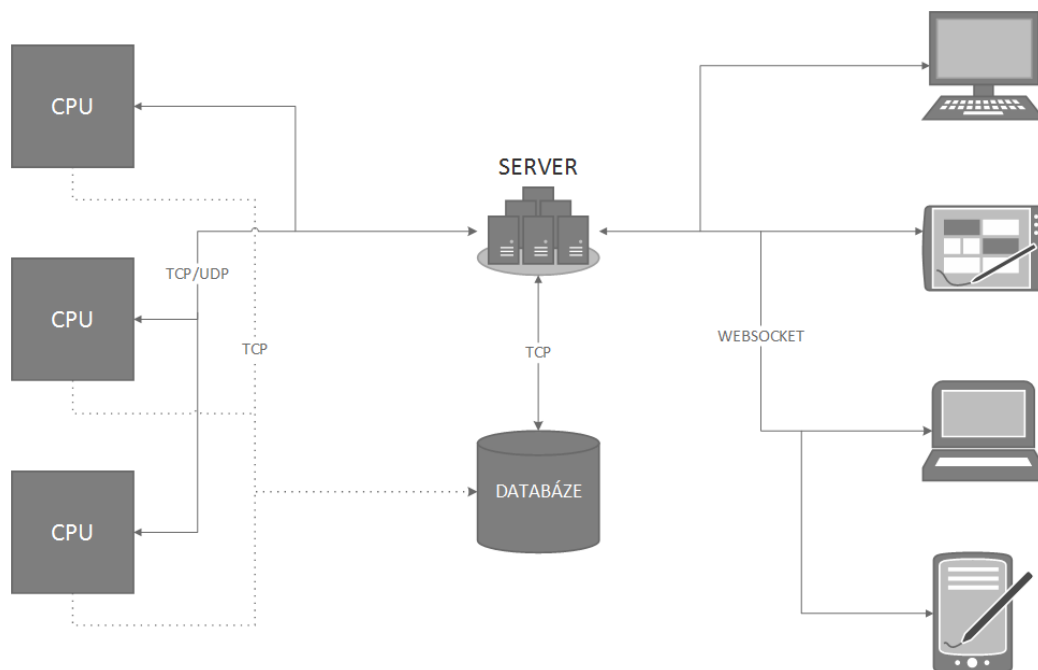 CPU
SERVER
TCP/UDP
CPU
TCP
TCP
WEBSOCKET
CPU
DATABÁZE